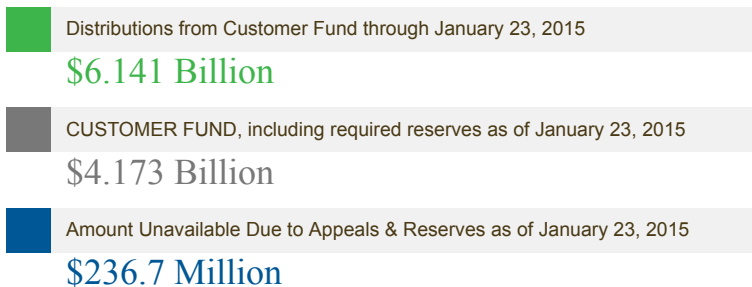 Distributions from Customer Fund through January 23, 2015
$6.141 Billion
CUSTOMER FUND, including required reserves as of January 23, 2015
$4.173 Billion
Amount Unavailable Due to Appeals & Reserves as of January 23, 2015
$236.7 Million